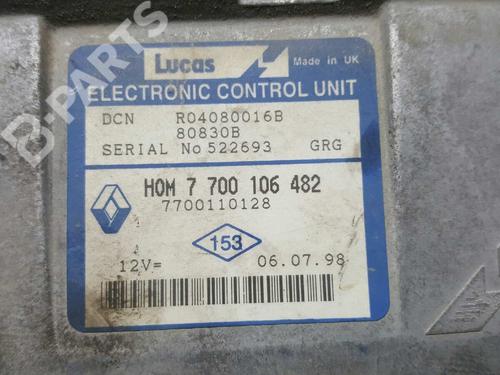 B-PARTS
Lucas
Made in UK
ELECTRONIC CONTROL UNIT
DCN R04080016B
80830B
SERIAL No 522693 GRG
HOM 7 700 106 482
7700110128
153
12V= 06.07.98
B-PARTS